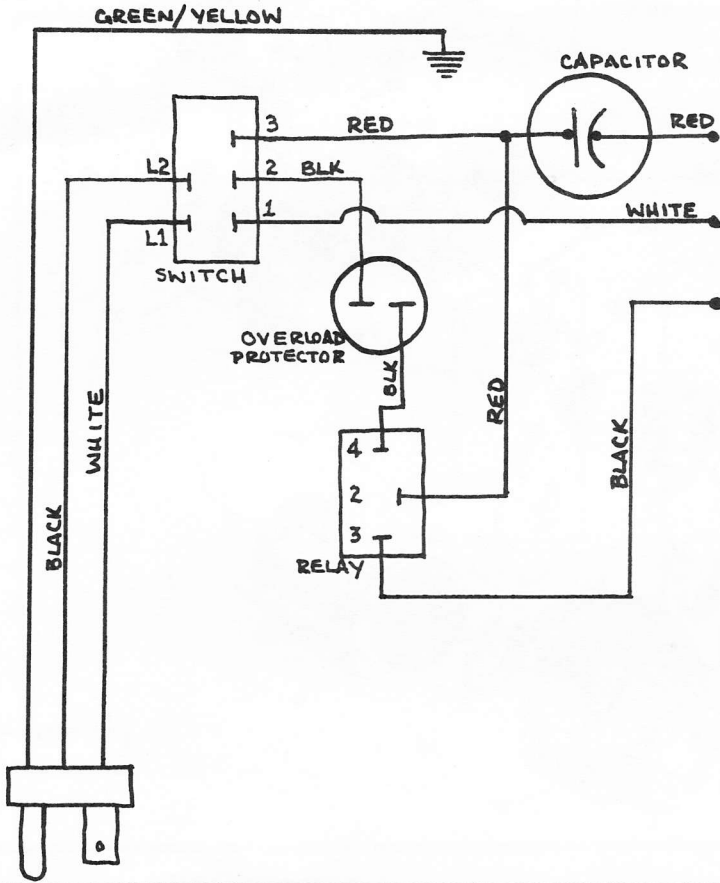 GREEN/YELLOW
CAPACITOR
3
RED
RED
L2
2
BLK
1
WHITE
L1
SWITCH
OVERLOAD
PROTECTOR
BLK
RED
WHITE
BLACK
BLACK
4
2
3
RELAY